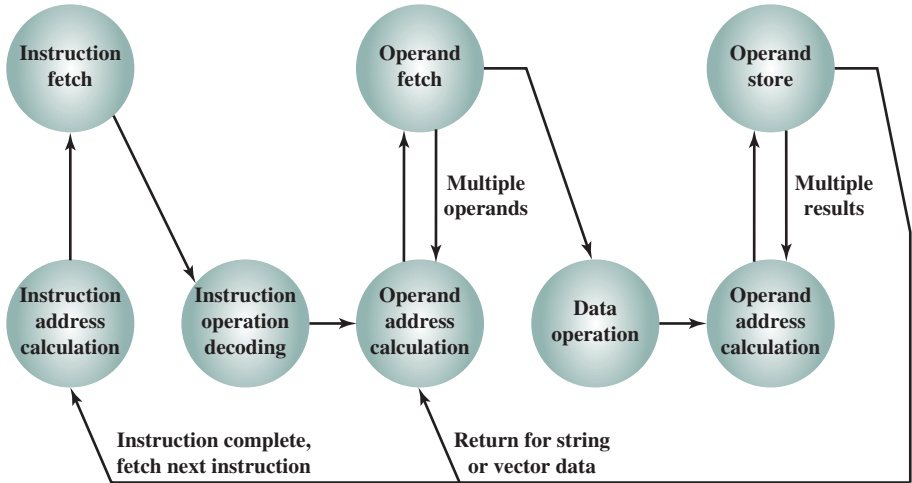 Instruction
fetch
Operand
fetch
Operand
store
Multiple
operands
Multiple
results
Instruction
address
calculation
Instruction
operation
decoding
Operand
address
calculation
Data
operation
Operand
address
calculation
Instruction complete,
fetch next instruction
Return for string
or vector data